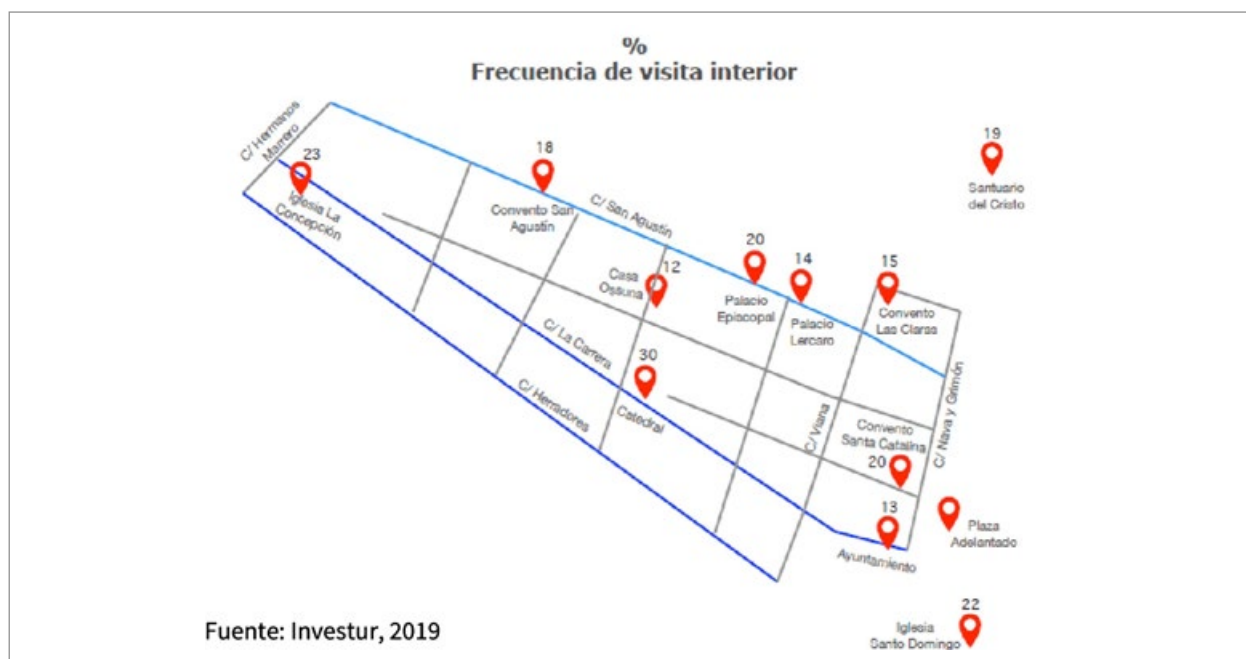 %
Frecuencia de visita interior
C/ Hermanos
Marrero
23
Iglesia La
Concepción
18
Convento San
Agustín
C/ San Agustín
19
Santuario
del Cristo
12
Casa
Ossuna
20
Palacio
Episcopal
14
Palacio
Lercaro
15
Convento
Las Claras
C/ La Carrera
30
Catedral
C/ Herradores
C/ Viana
C/ Nava y Grimón
Convento
Santa Catalina
20
13
Ayuntamiento
Plaza
Adelantado
22
Iglesia
Santo Domingo
Fuente: Investur, 2019